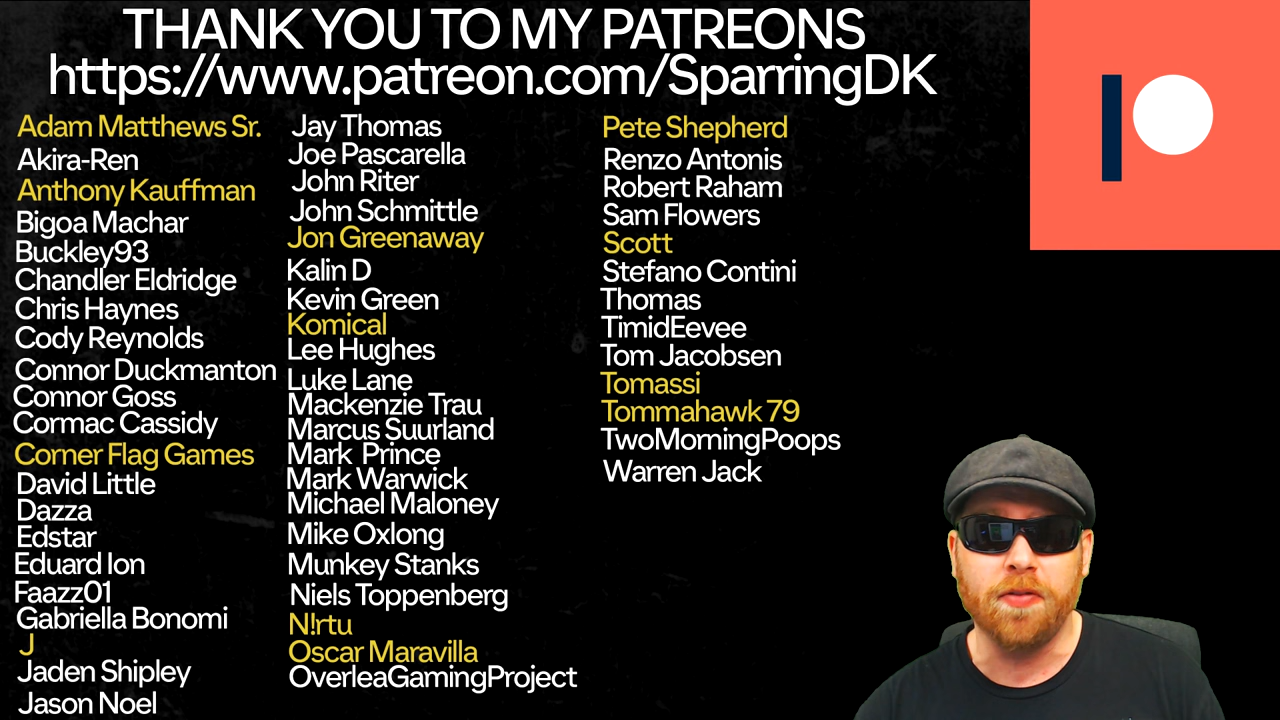 THANK YOU TO MY PATREONS
https://www.patreon.com/SparringDK
Adam Matthews Sr.
Akira-Ren
Anthony Kauffman
Bigoa Machar
Buckley93
Chandler Eldridge
Chris Haynes
Cody Reynolds
Connor Duckmanton
Connor Goss
Cormac Cassidy
Corner Flag Games
David Little
Dazza
Edstar
Eduard Ion
Faazz01
Gabriella Bonomi
J
Jaden Shipley
Jason Noel
Jay Thomas
Joe Pascarella
John Riter
John Schmittle
Jon Greenaway
Kalin D
Kevin Green
Komical
Lee Hughes
Luke Lane
Mackenzie Trau
Marcus Suurland
Mark Prince
Mark Warwick
Michael Maloney
Mike Oxlong
Munkey Stanks
Niels Toppenberg
N!rtu
Oscar Maravilla
OverleaGamingProject
Pete Shepherd
Renzo Antonis
Robert Raham
Sam Flowers
Scott
Stefano Contini
Thomas
TimidEevee
Tom Jacobsen
Tomassi
Tommahawk 79
TwoMorningPoops
Warren Jack